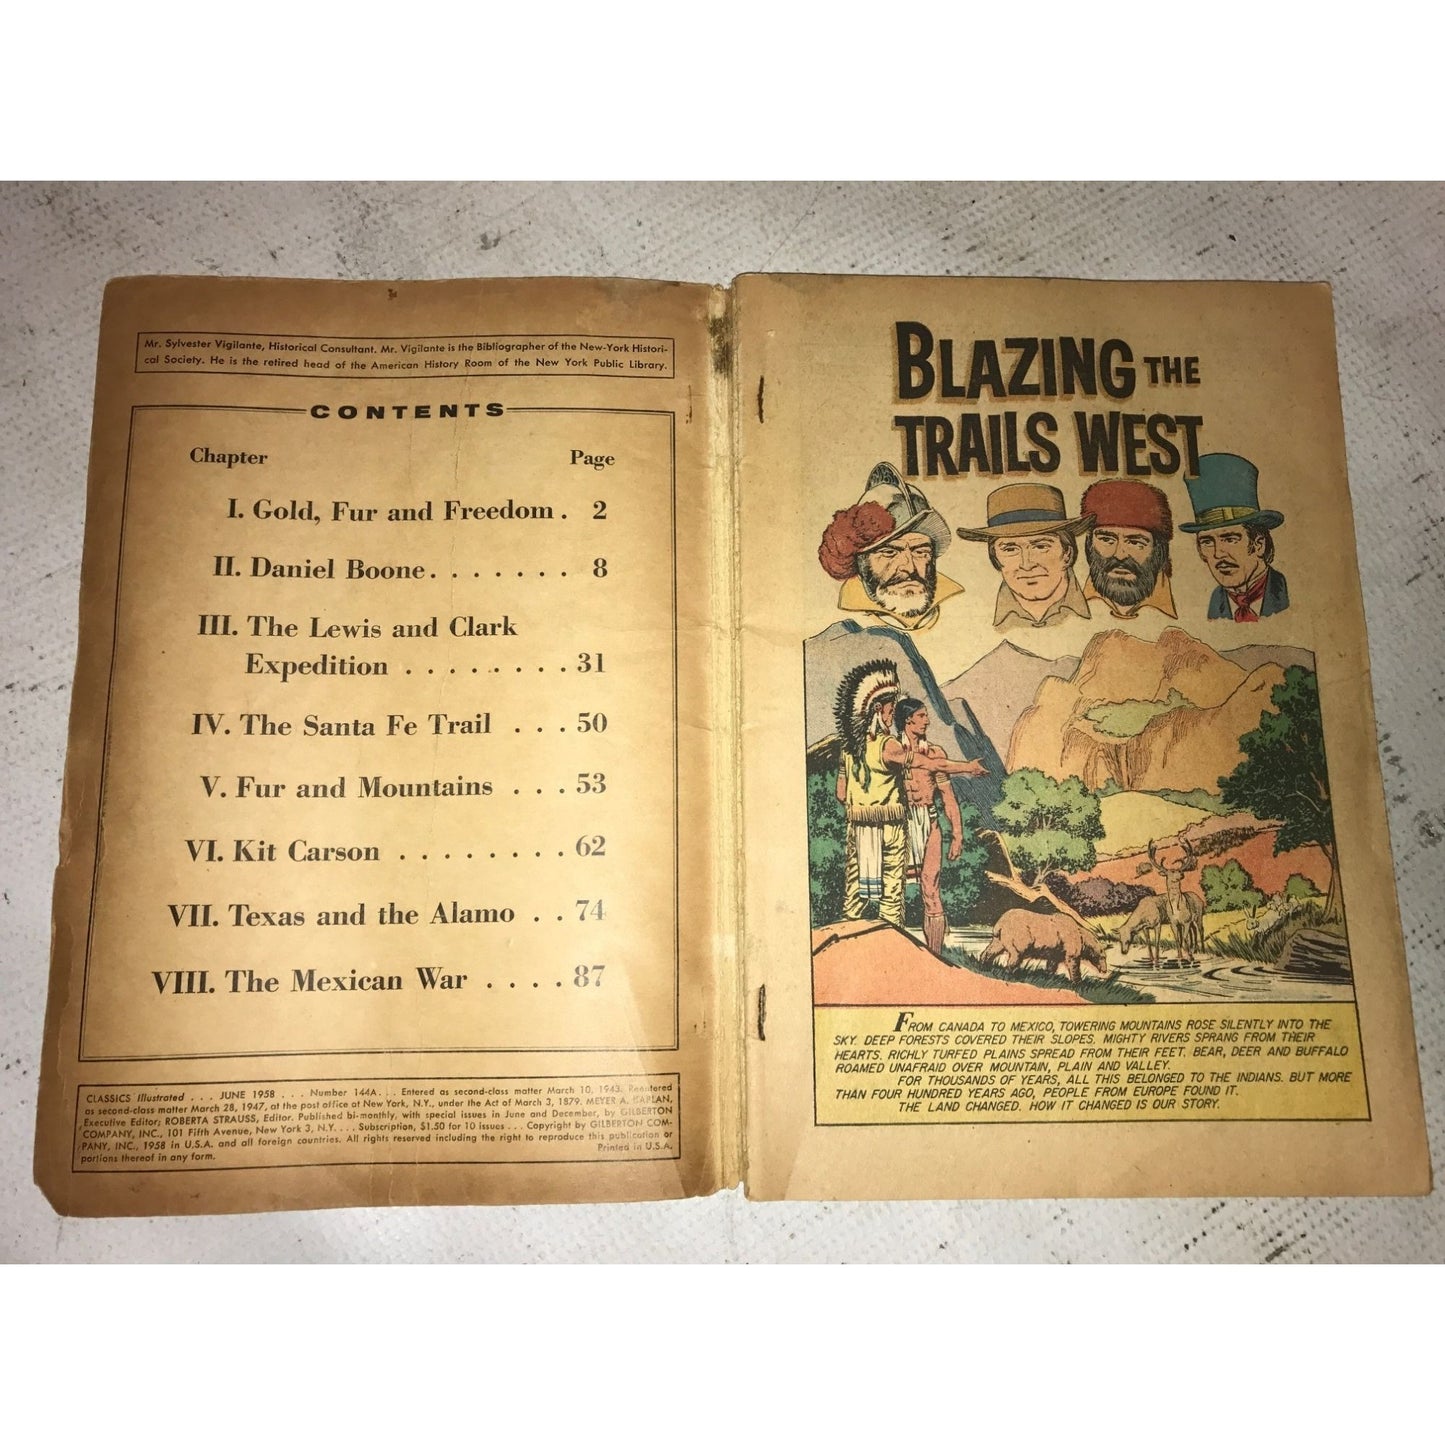 Mr. Sylvester Vigilante, Historical Consultant. Mr. Vigilante is the Bibliographer of the New-York Histori-
cal Society. He is the retired head of the American History Room of the New York Public Library.
CONTENTS
Chapter Page
I. Gold, Fur and Freedom . 2
II. Daniel Boone . . . . . . . 8
III. The Lewis and Clark
Expedition . . . . . . . . 31
IV. The Santa Fe Trail . . . 50
V. Fur and Mountains . . . 53
VI. Kit Carson . . . . . . . . 62
VII. Texas and the Alamo . . 74
VIII. The Mexican War . . . . 87
CLASSICS Illustrated . . . JUNE 1958 . . . Number 144A . . . Entered as second-class matter March 10, 1943. Reentered
as second-class matter March 28, 1947, at the post office at New York, N.Y., under the Act of March 3, 1879. MEYER A. KAPLAN,
Executive Editor; ROBERTA STRAUSS, Editor. Published bi-monthly, with special issues in June and December, by GILBERTON
COMPANY, INC., 101 Fifth Avenue, New York 3, N.Y. . . . Subscription, $1.50 for 10 issues . . . Copyright by GILBERTON COM-
PANY, INC., 1958 in U.S.A. and all foreign countries. All rights reserved including the right to reproduce this publication or
portions thereof in any form. Printed in U.S.A.
BLAZING THE
TRAILS WEST
FROM CANADA TO MEXICO, TOWERING MOUNTAINS ROSE SILENTLY INTO THE
SKY. DEEP FORESTS COVERED THEIR SLOPES. MIGHTY RIVERS SPRANG FROM THEIR
HEARTS. RICHLY TURFED PLAINS SPREAD FROM THEIR FEET. BEAR, DEER AND BUFFALO
ROAMED UNAFRAID OVER MOUNTAIN, PLAIN AND VALLEY.
FOR THOUSANDS OF YEARS, ALL THIS BELONGED TO THE INDIANS. BUT MORE
THAN FOUR HUNDRED YEARS AGO, PEOPLE FROM EUROPE FOUND IT.
THE LAND CHANGED. HOW IT CHANGED IS OUR STORY.